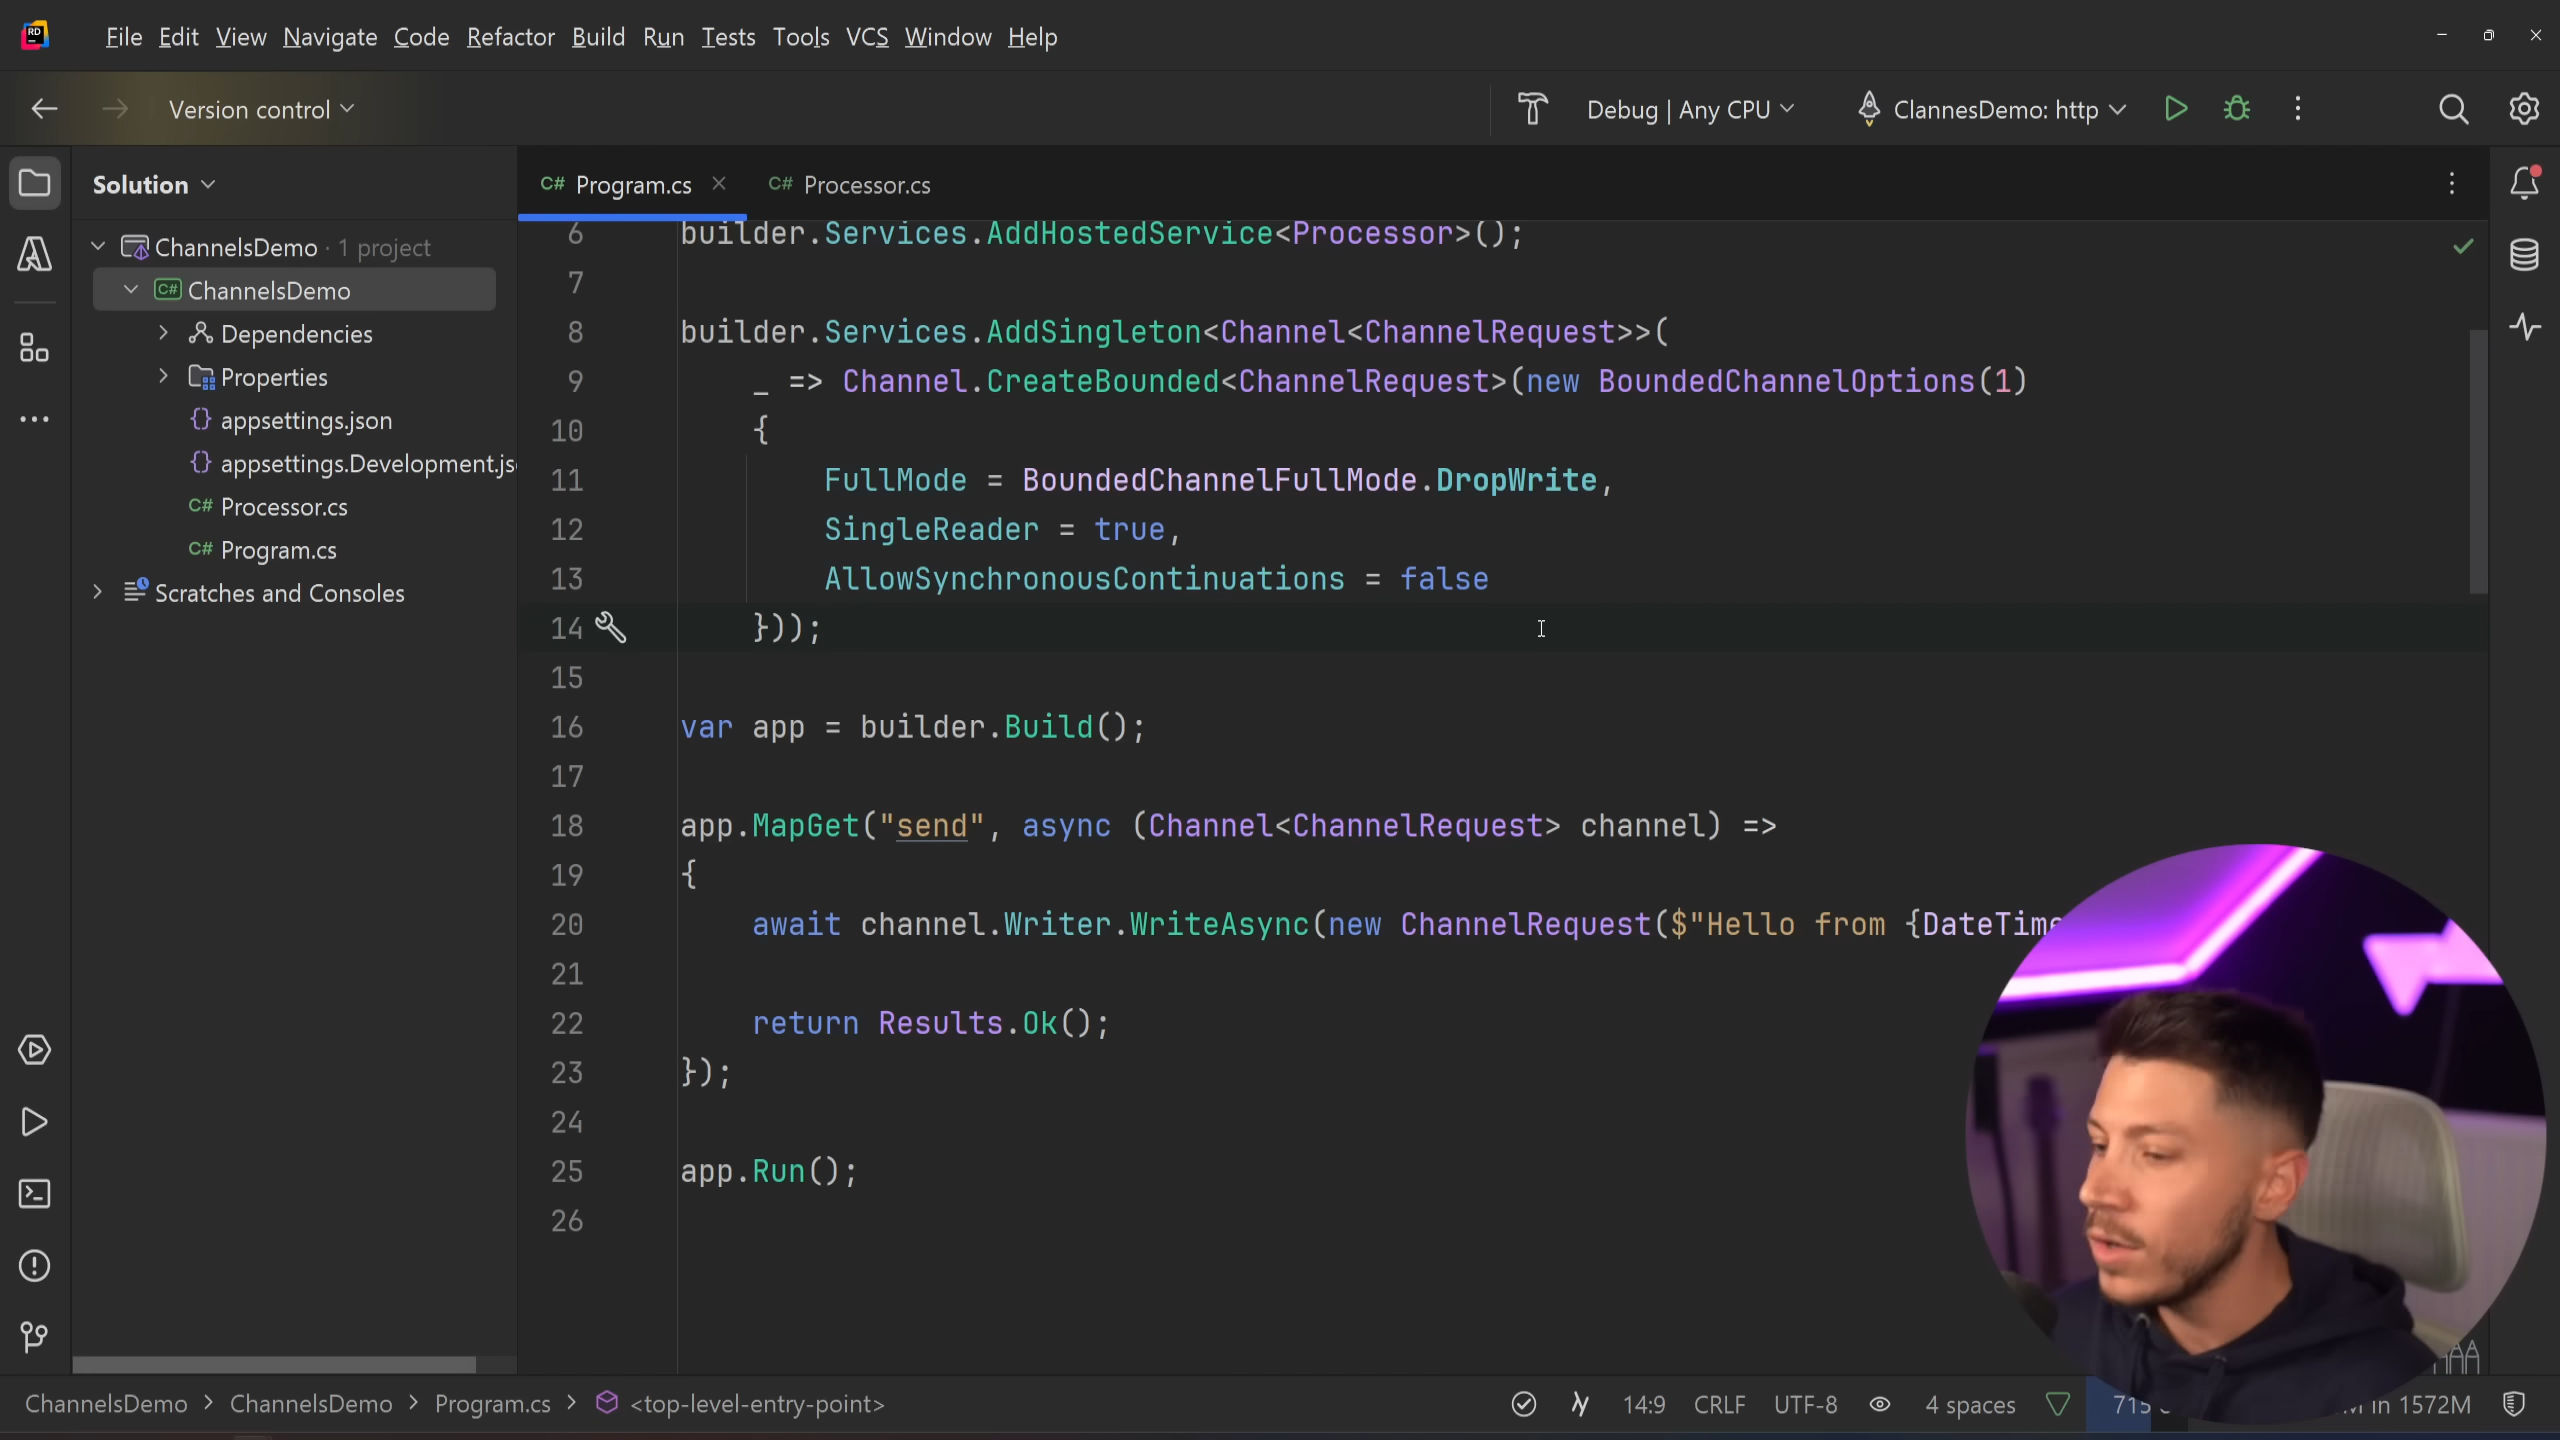 RD
File Edit View Navigate Code Refactor Build Run Tests Tools VCS Window Help
Version control
Debug | Any CPU
ClannesDemo: http
Solution
C# Program.cs
C# Processor.cs
ChannelsDemo · 1 project
C# ChannelsDemo
Dependencies
Properties
{} appsettings.json
{} appsettings.Development.js
C# Processor.cs
C# Program.cs
Scratches and Consoles
6 builder.Services.AddHostedService<Processor>();
7
8 builder.Services.AddSingleton<Channel<ChannelRequest>>(
9 _ => Channel.CreateBounded<ChannelRequest>(new BoundedChannelOptions(1)
10 {
11 FullMode = BoundedChannelFullMode.DropWrite,
12 SingleReader = true,
13 AllowSynchronousContinuations = false
14 }));
15
16 var app = builder.Build();
17
18 app.MapGet("send", async (Channel<ChannelRequest> channel) =>
19 {
20 await channel.Writer.WriteAsync(new ChannelRequest($"Hello from {DateTime
21
22 return Results.Ok();
23 });
24
25 app.Run();
26
ChannelsDemo > ChannelsDemo > Program.cs > <top-level-entry-point>
14:9 CRLF UTF-8 4 spaces 715 in 1572M